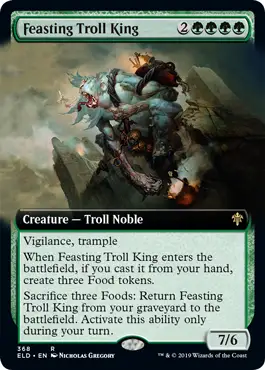 Feasting Troll King 2
Creature — Troll Noble
Vigilance, trample
When Feasting Troll King enters the
battlefield, if you cast it from your hand,
create three Food tokens.
Sacrifice three Foods: Return Feasting
Troll King from your graveyard to the
battlefield. Activate this ability only
during your turn.
7/6
368 R
ELD • EN Nicholas Gregory
™ & © 2019 Wizards of the Coast